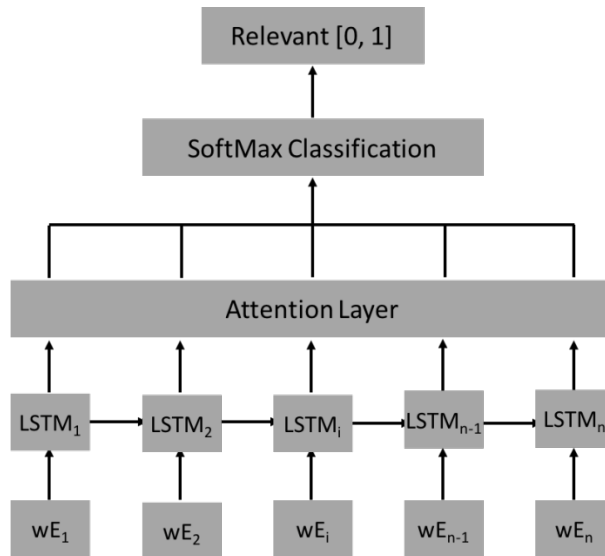 Relevant [0, 1]
SoftMax Classification
Attention Layer
LSTM₁ LSTM₂ LSTMᵢ LSTMₙ₋₁ LSTMₙ
wE₁ wE₂ wEᵢ wEₙ₋₁ wEₙ